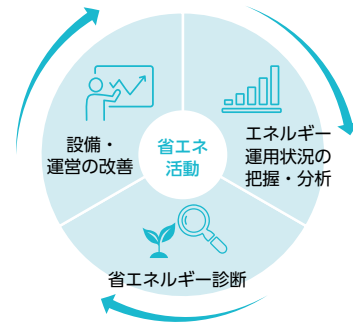 省エネ
活動
エネルギー
運用状況の
把握・分析
省エネルギー診断
設備・
運営の改善